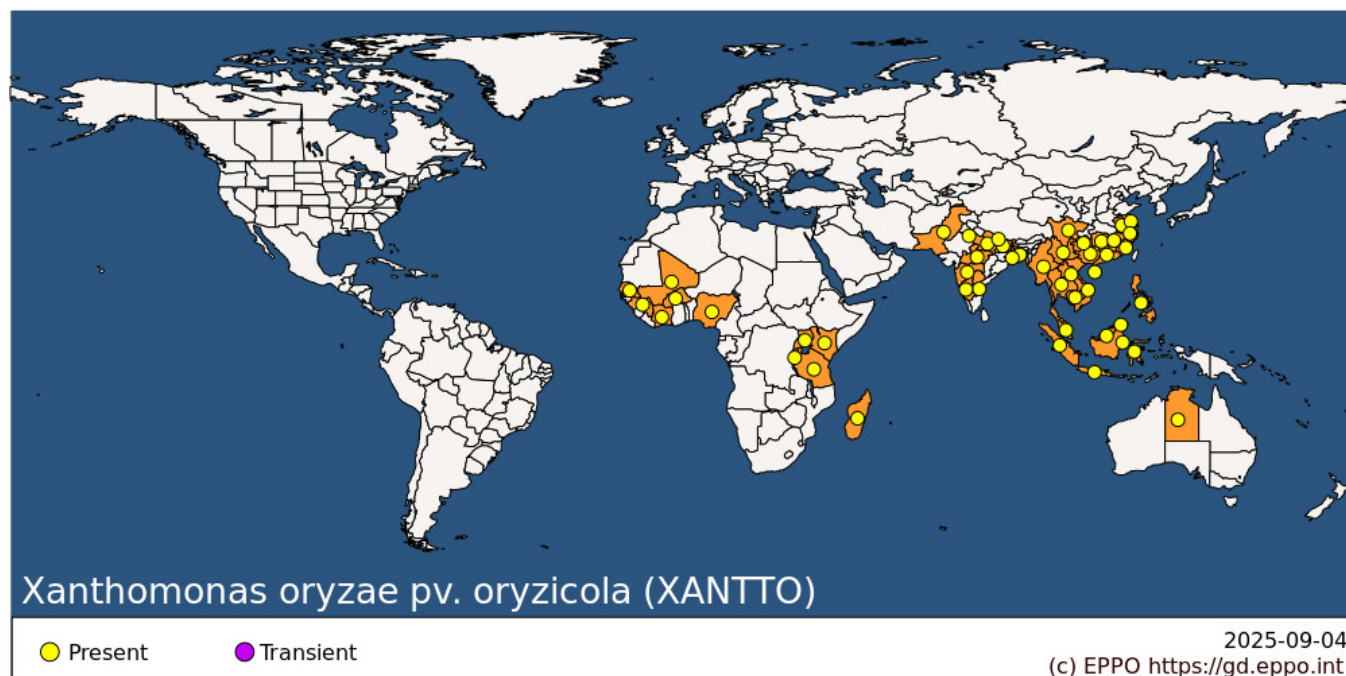 Xanthomonas oryzae pv. oryzicola (XANTTO)
Present
Transient
2025-09-04
(c) EPPO https://gd.eppo.int